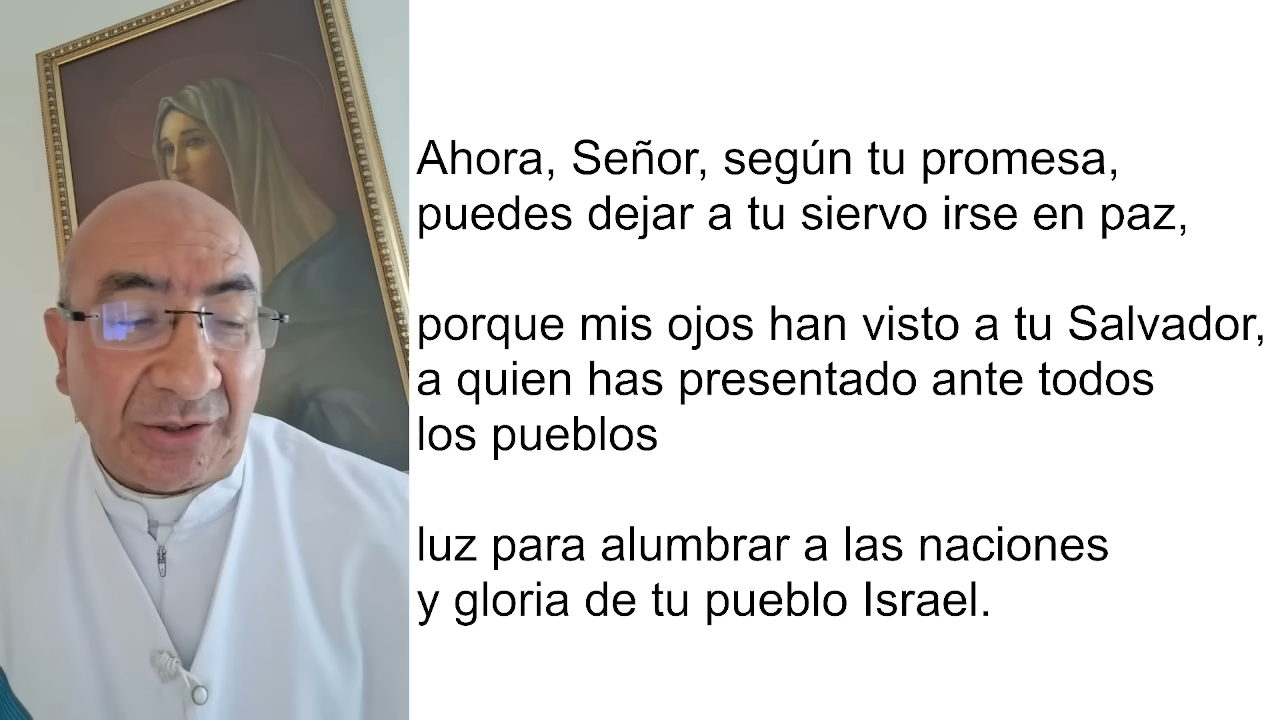 Ahora, Señor, según tu promesa,
puedes dejar a tu siervo irse en paz,
porque mis ojos han visto a tu Salvador,
a quien has presentado ante todos
los pueblos
luz para alumbrar a las naciones
y gloria de tu pueblo Israel.